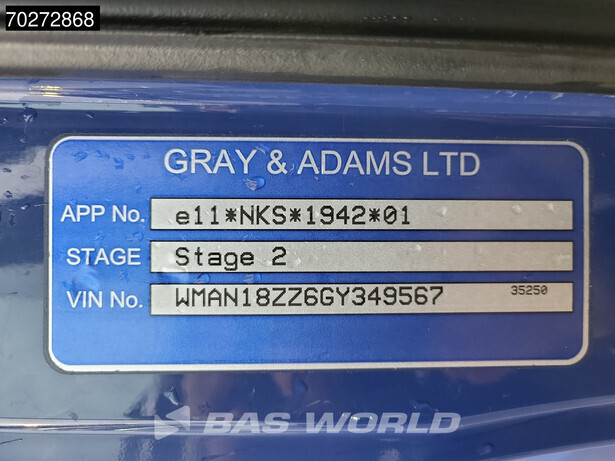 70272868
GRAY & ADAMS LTD
APP No. e11*NKS*1942*01
STAGE Stage 2
VIN No. WMAN18ZZ6GY349567 35250
BAS WORLD